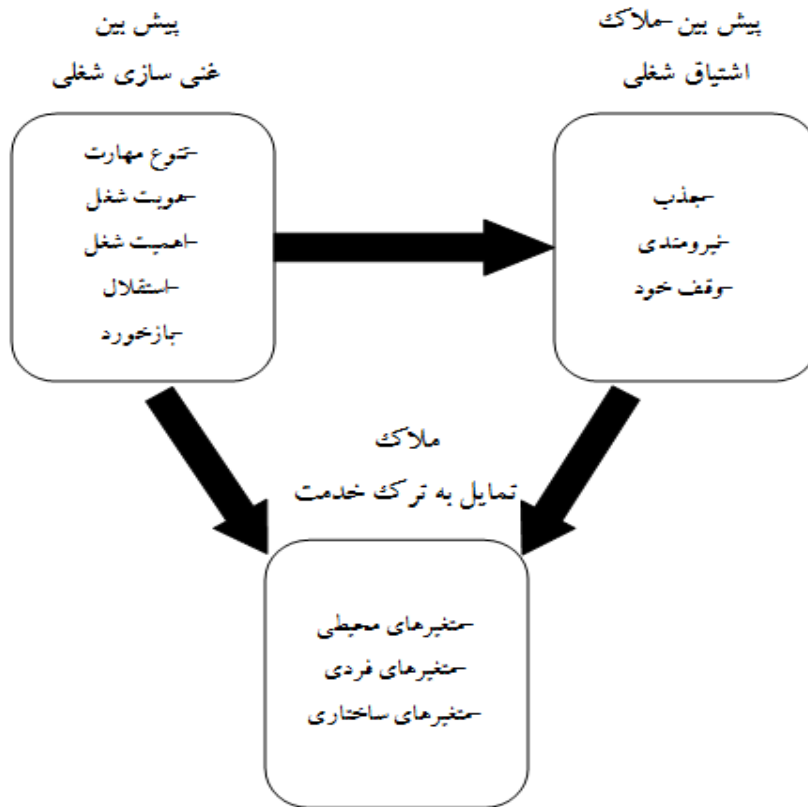 پیش بین -ملاک
اشتیاق شغلی
-جذب
-نیرومندی
-وقف خود
پیش بین
غنی سازی شغلی
-تنوع مهارت
-هویت شغل
-اهمیت شغل
-استقلال
-بازخورد
ملاک
تمایل به ترک خدمت
-متغیرهای محیطی
-متغیرهای فردی
-متغیرهای ساختاری